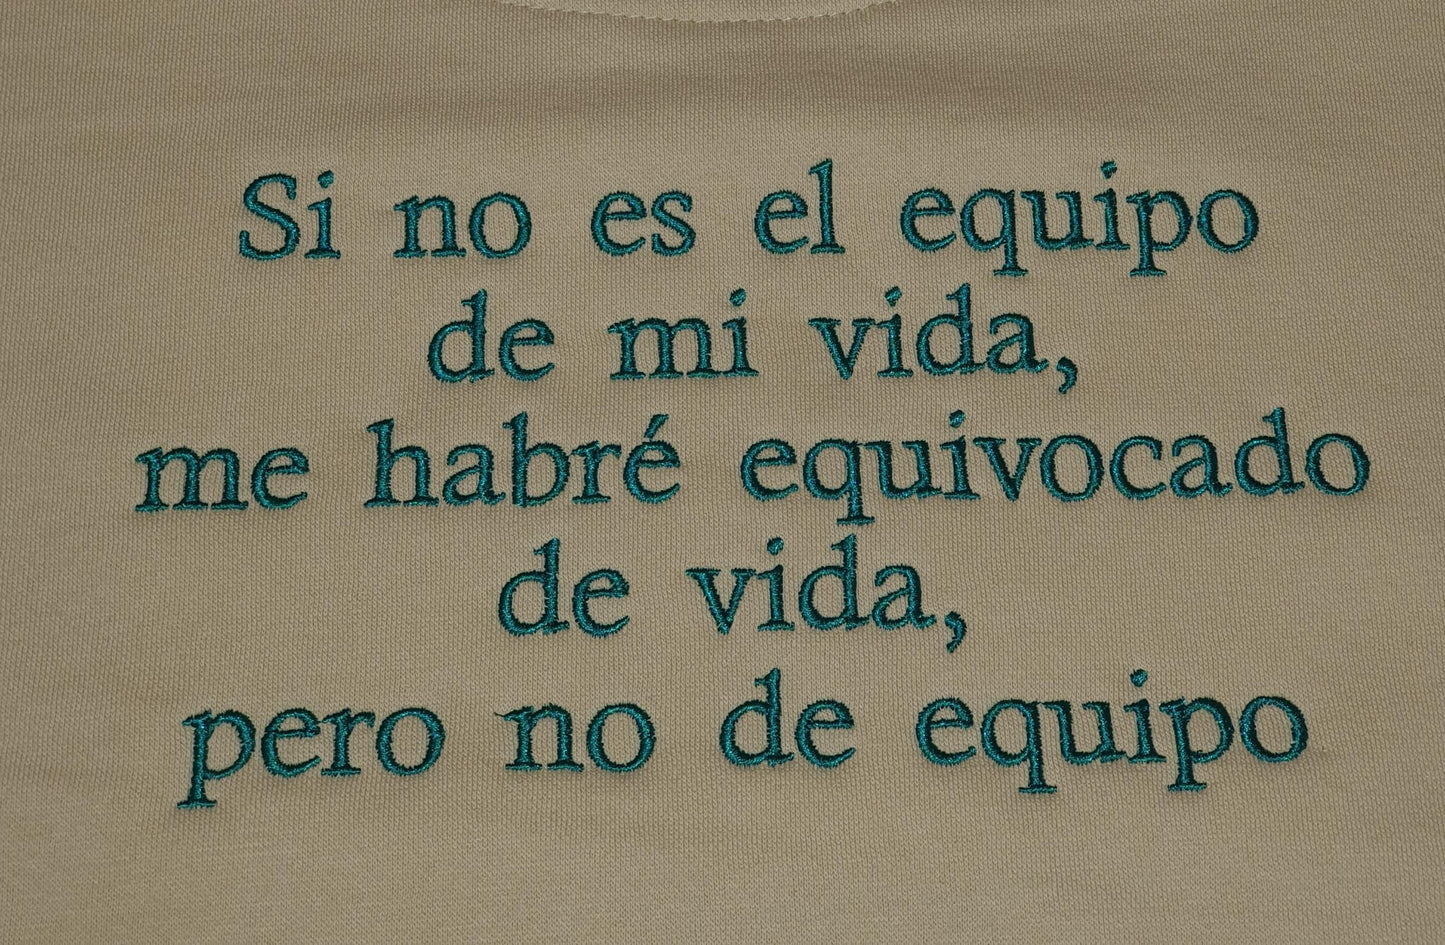 Si no es el equipo
de mi vida,
me habré equivocado
de vida,
pero no de equipo